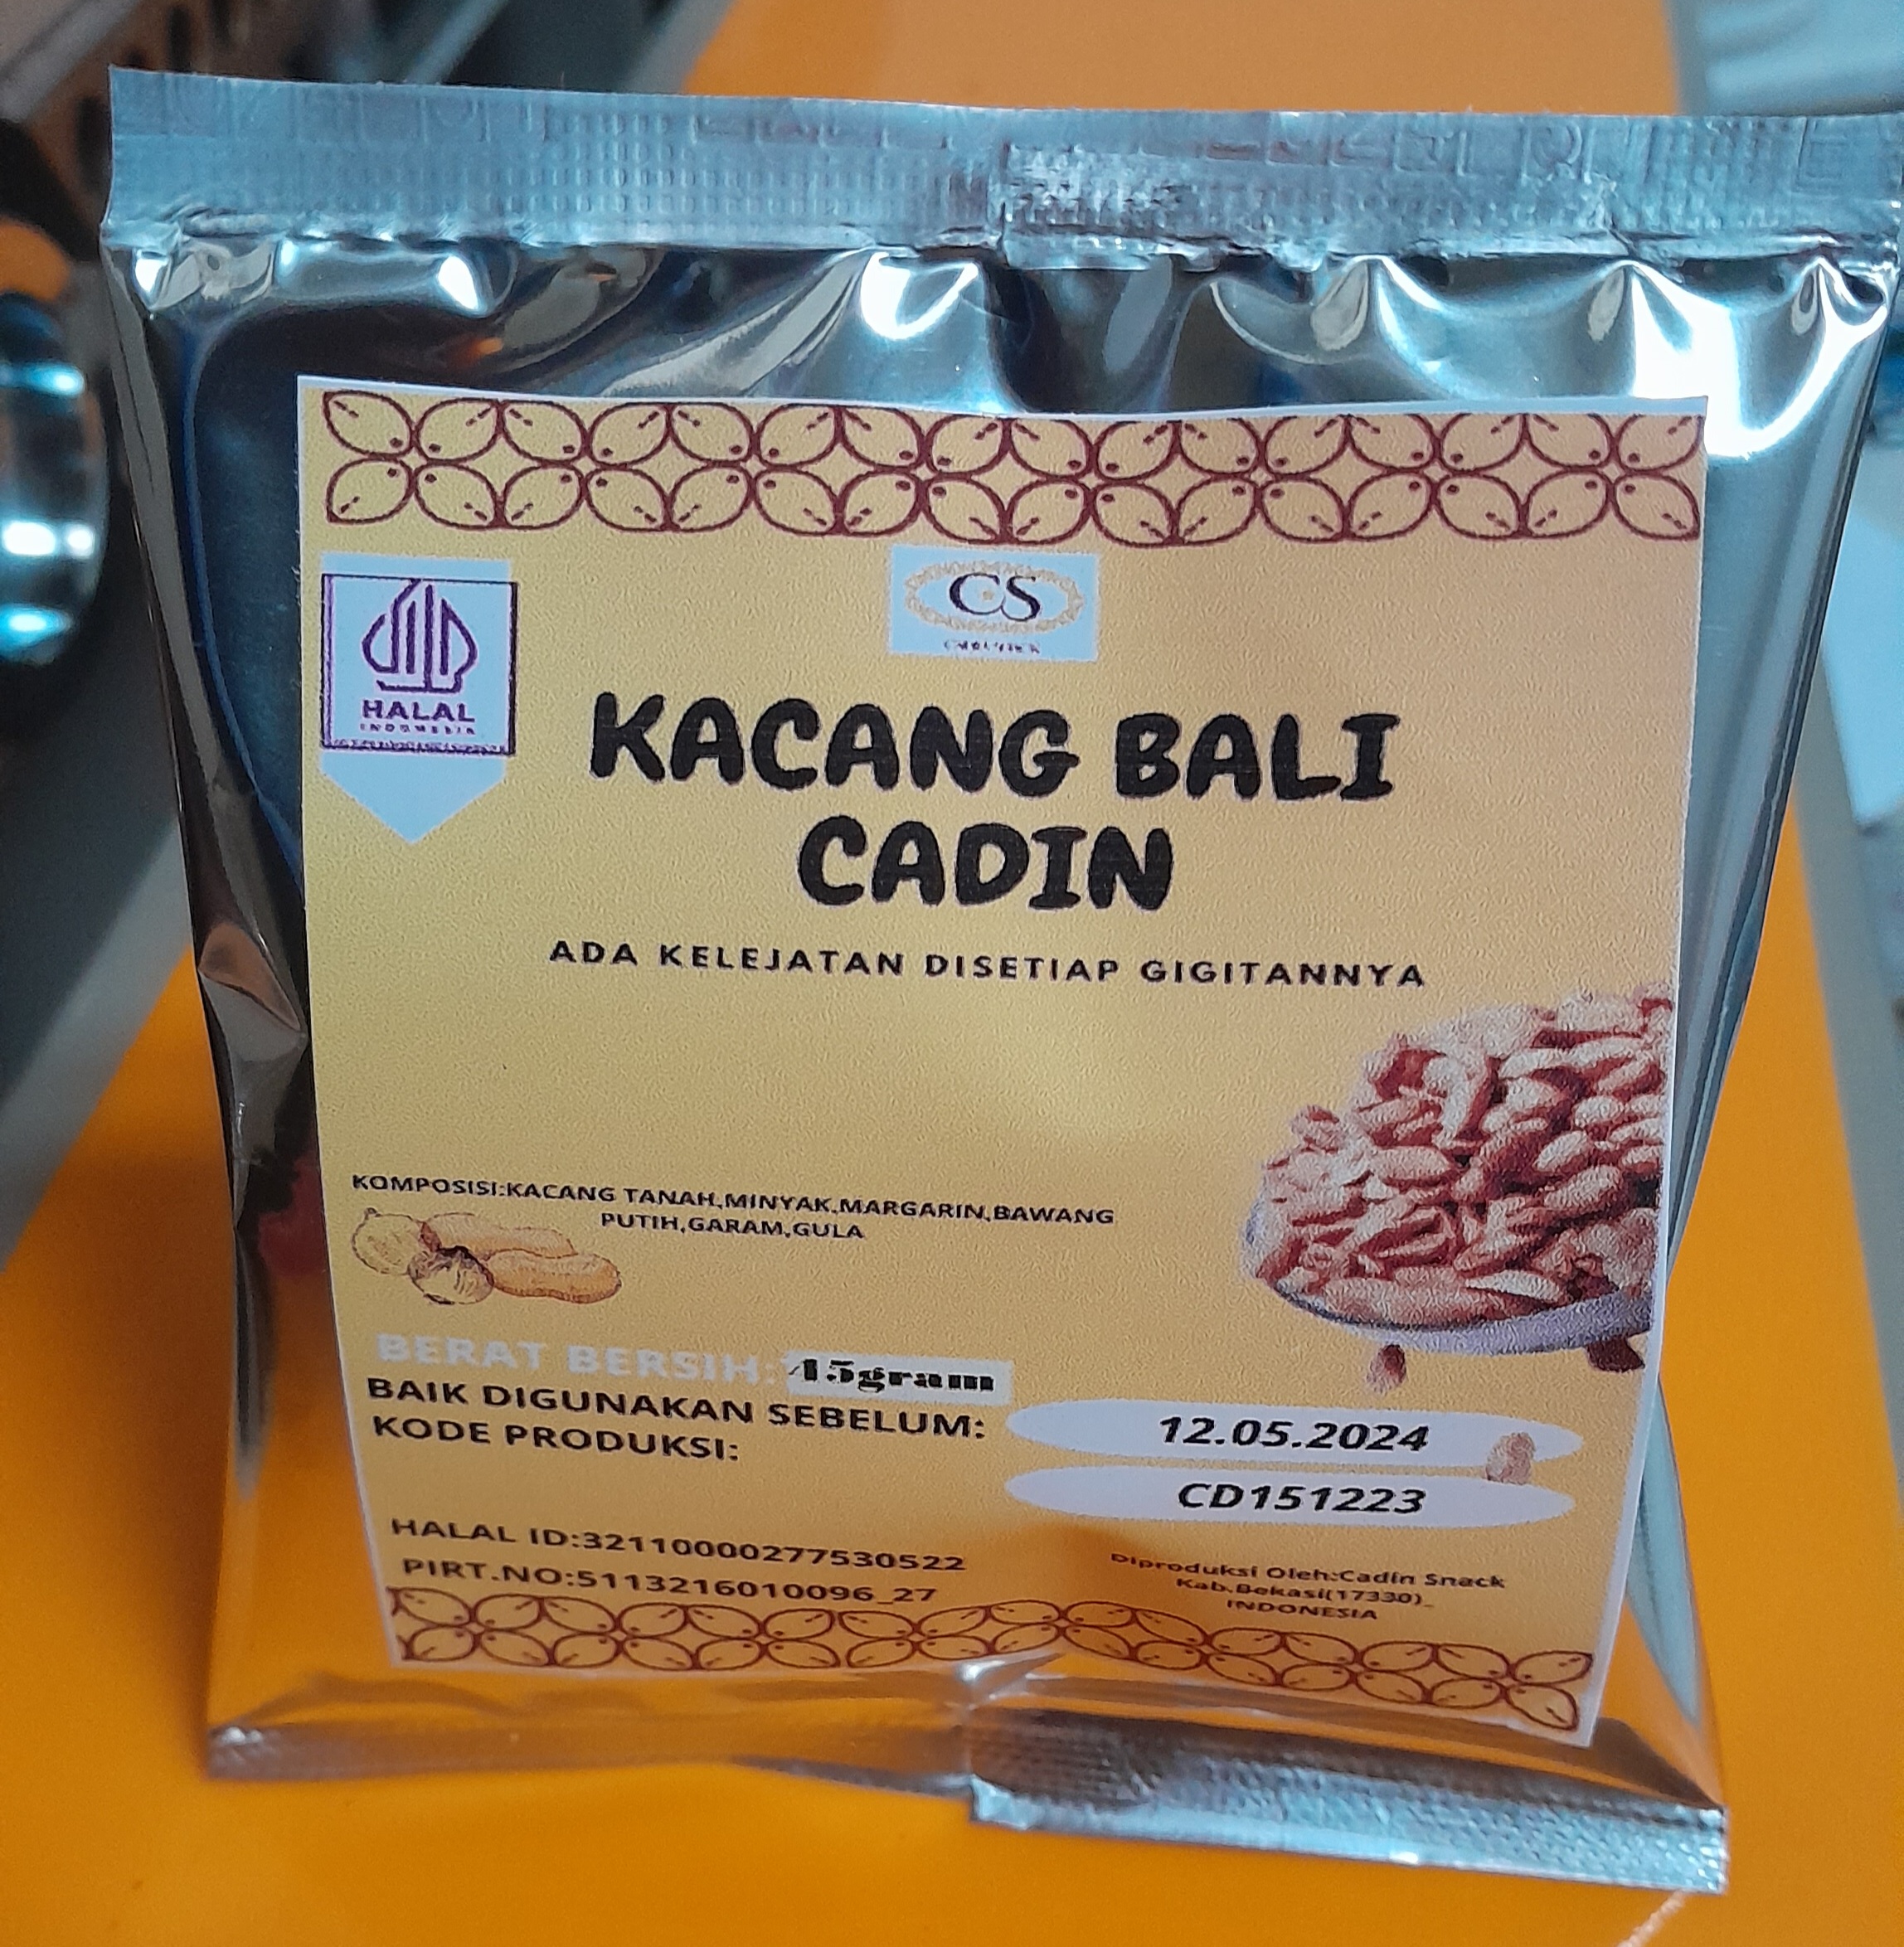 CS
HALAL
INDONESIA
KACANG BALI
CADIN
ADA KELEJATAN DISETIAP GIGITANNYA
KOMPOSISI:KACANG TANAH,MINYAK,MARGARIN,BAWANG
PUTIH,GARAM,GULA
BERAT BERSIH: 45gram
BAIK DIGUNAKAN SEBELUM: 12.05.2024
KODE PRODUKSI: CD151223
HALAL ID:32110000277530522
PIRT.NO:5113216010096_27
Diproduksi Oleh:Cadin Snack
Kab.Bekasi(17330)_
INDONESIA